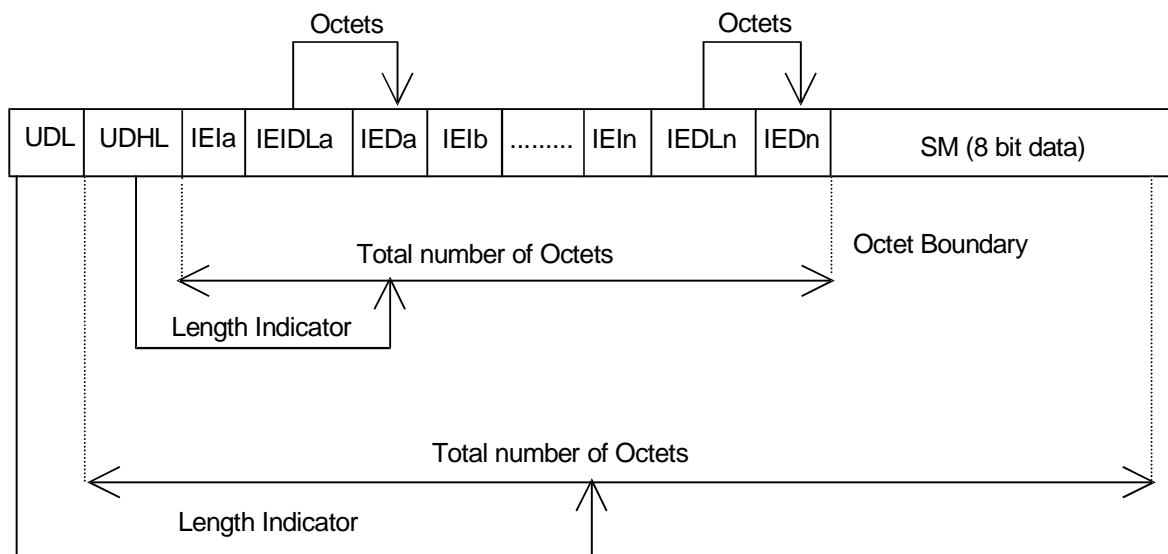 Octets Octets
UDL UDHL IEIa IEIDLa IEDa IEIb ......... IEIn IEDLn IEDn SM (8 bit data)
Total number of Octets Octet Boundary
Length Indicator
Total number of Octets
Length Indicator